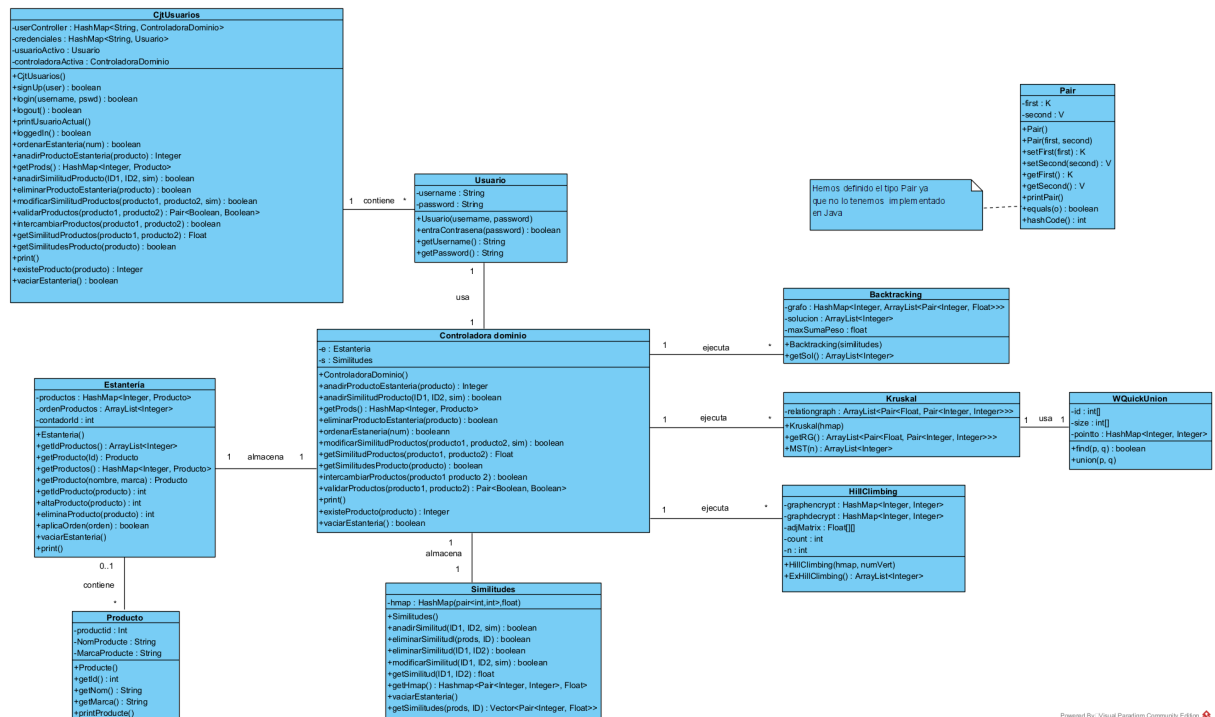 CjtUsuarios
-userController : HashMap<String, ControladoraDominio>
-credenciales : HashMap<String, Usuario>
-usuarioActivo : Usuario
-controladoraActiva : ControladoraDominio
+CjtUsuarios()
+signUp(user) : boolean
+login(username, pswd) : boolean
+logout() : boolean
+printUsuarioActual()
+loggedIn() : boolean
+ordenarEstanteria(num) : boolean
+anadirProductoEstanteria(producto) : Integer
+getProds() : HashMap<Integer, Producto>
+anadirSimilitudProducto(ID1, ID2, sim) : boolean
+eliminarProductoEstanteria(producto) : boolean
+modificarSimilitudProductos(producto1, producto2, sim) : boolean
+validarProductos(producto1, producto2) : Pair<Boolean, Boolean>
+intercambiarProductos(producto1, producto2) : boolean
+getSimilitudProductos(producto1, producto2) : Float
+getSimilitudesProducto(producto) : boolean
+print()
+existeProducto(producto) : Integer
+vaciarEstanteria() : boolean
1 contiene *
Usuario
-username : String
-password : String
+Usuario(username, password)
+entraContrasena(password) : boolean
+getUsername() : String
+getPassword() : String
1
usa
1
Hemos definido el tipo Pair ya
que no lo tenemos implementado
en Java
Pair
-first : K
-second : V
+Pair()
+Pair(first, second)
+setFirst(first) : K
+setSecond(second) : V
+getFirst() : K
+getSecond() : V
+printPair()
+equals(o) : boolean
+hashCode() : int
Controladora dominio
-e : Estanteria
-s : Similitudes
+ControladoraDominio()
+anadirProductoEstanteria(producto) : Integer
+anadirSimilitudProducto(ID1, ID2, sim) : boolean
+getProds() : HashMap<Integer, Producto>
+eliminarProductoEstanteria(producto) : boolean
+ordenarEstaneria(num) : booleano
+modificarSimilitudProductos(producto1, producto2, sim) : boolean
+getSimilitudPtoductos(producto1, producto2) : Float
+getSimilitudesProducto(producto) : boolean
+intercambiarProductos(producto1 producto 2) : boolean
+validarProductos(producto1, producto2) : Pair<Boolean, Boolean>
+print()
+existeProducto(producto) : Integer
+vaciarEstanteria() : boolean
1 ejecuta *
Backtracking
-grafo : HashMap<Integer, ArrayList<Pair<Integer, Float>>>
-solucion : ArrayList<Integer>
-maxSumaPeso : float
+Backtracking(similitudes)
+getSol() : ArrayList<Integer>
1 ejecuta *
Kruskal
-relationgraph : ArrayList<Pair<Float, Pair<Integer, Integer>>>
+Kruskal(hmap)
+getRG() : ArrayList<Pair<Float, Pair<Integer, Integer>>>
+MST(n) : ArrayList<Integer>
1 usa 1
WQuickUnion
-id : int[]
-size : int[]
-pointto : HashMap<Integer, Integer>
+find(p, q) : boolean
+union(p, q)
1 ejecuta *
HillClimbing
-graphencrypt : HashMap<Integer, Integer>
-graphdecrypt : HashMap<Integer, Integer>
-adjMatrix : Float[][]
-count : int
-n : int
+HillClimbing(hmap, numVert)
+ExHillClimbing() : ArrayList<Integer>
Estantería
-productos : HashMap<Integer, Producto>
-ordenProductos : ArrayList<Integer>
-contadorId : int
+Estanteria()
+getIdProductos() : ArrayList<Integer>
+getProducto(Id) : Producto
+getProductos() : HashMap<Integer, Producto>
+getProducto(nombre, marca) : Producto
+getIdProducto(producto) : int
+altaProducto(producto) : int
+eliminaProducto(producto) : int
+aplicaOrden(orden) : boolean
+vaciarEstanteria()
+print()
1 almacena 1
0..1
contiene
*
Producto
-productid : Int
-NomProducte : String
-MarcaProducte : String
+Producte()
+getId() : int
+getNom() : String
+getMarca() : String
+printProducte()
1
almacena
1
Similitudes
-hmap : HashMap(pair<int,int>,float)
+Similitudes()
+anadirSimilitud(ID1, ID2, sim) : boolean
+eliminarSimilitudI(prods, ID) : boolean
+eliminarSimilitud(ID1, ID2) : boolean
+modificarSimilitud(ID1, ID2, sim) : boolean
+getSimilitud(ID1, ID2) : float
+getHmap() : Hashmap<Pair<Integer, Integer>, Float>
+vaciarEstanteria()
+getSimilitudes(prods, ID) : Vector<Pair<Integer, Float>>
Powered By: Visual Paradigm Community Edition